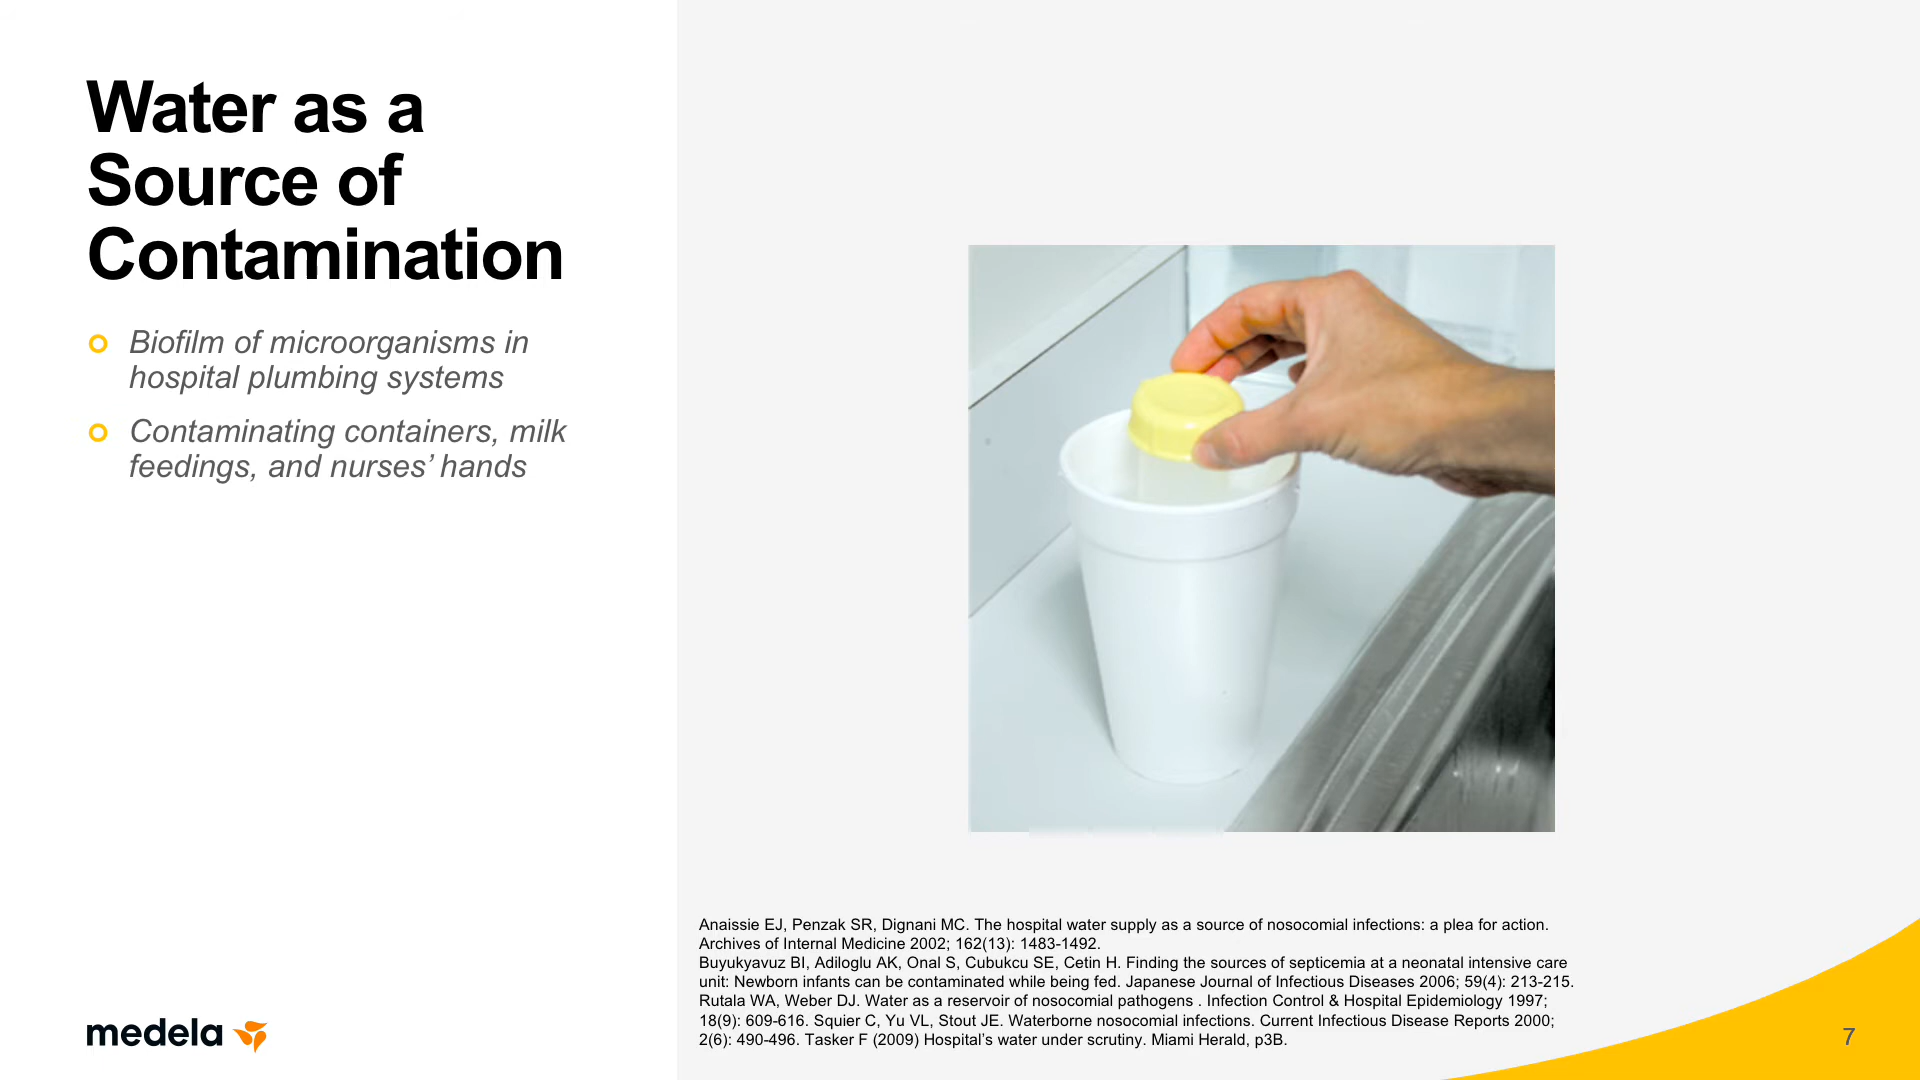 Water as a
Source of
Contamination
Biofilm of microorganisms in
hospital plumbing systems
Contaminating containers, milk
feedings, and nurses’ hands
Anaissie EJ, Penzak SR, Dignani MC. The hospital water supply as a source of nosocomial infections: a plea for action.
Archives of Internal Medicine 2002; 162(13): 1483-1492.
Buyukyavuz BI, Adiloglu AK, Onal S, Cubukcu SE, Cetin H. Finding the sources of septicemia at a neonatal intensive care
unit: Newborn infants can be contaminated while being fed. Japanese Journal of Infectious Diseases 2006; 59(4): 213-215.
Rutala WA, Weber DJ. Water as a reservoir of nosocomial pathogens . Infection Control & Hospital Epidemiology 1997;
18(9): 609-616. Squier C, Yu VL, Stout JE. Waterborne nosocomial infections. Current Infectious Disease Reports 2000;
2(6): 490-496. Tasker F (2009) Hospital’s water under scrutiny. Miami Herald, p3B.
medela
7